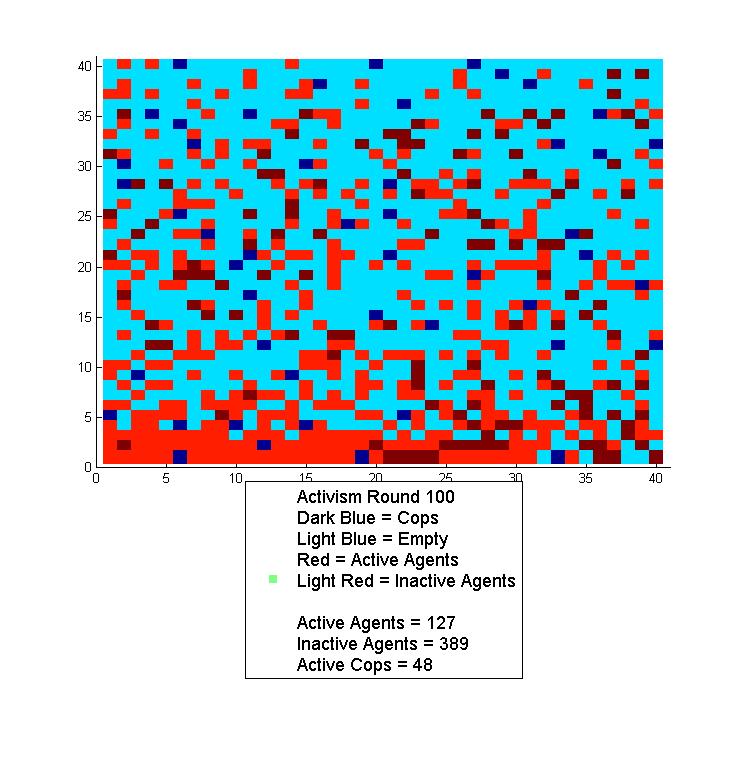 40
35
30
25
20
15
10
5
0
0 5 10 15 20 25 30 35 40
Activism Round 100
Dark Blue = Cops
Light Blue = Empty
Red = Active Agents
Light Red = Inactive Agents
Active Agents = 127
Inactive Agents = 389
Active Cops = 48